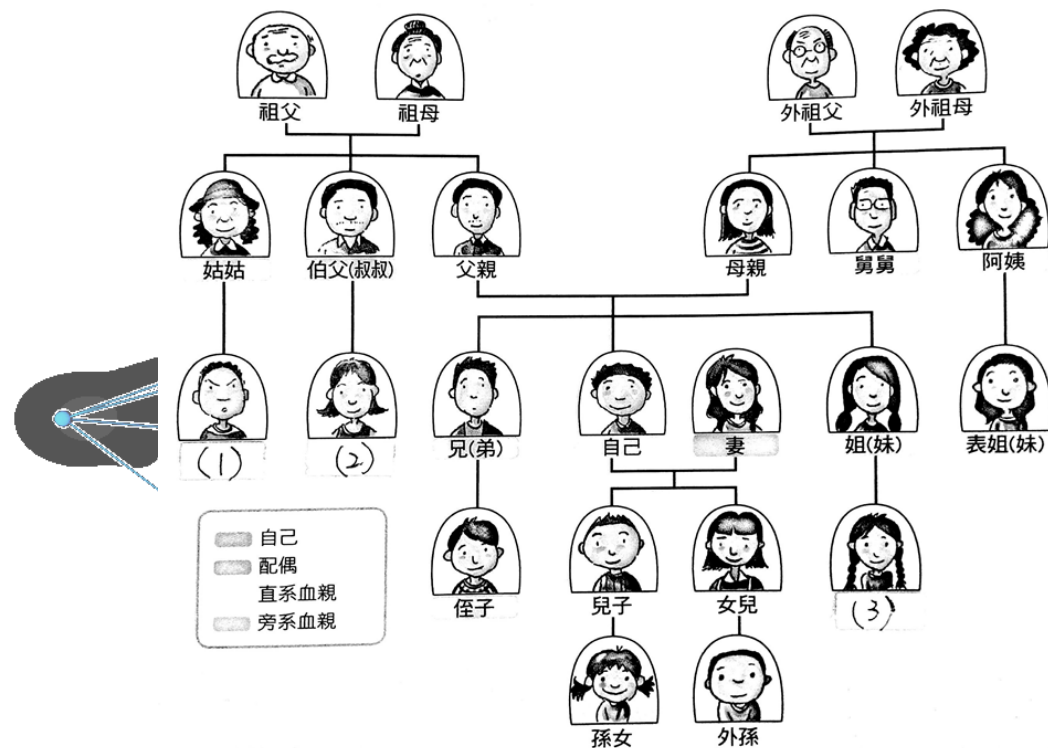 祖父
祖母
外祖父
外祖母
姑姑
伯父(叔叔)
父親
母親
舅舅
阿姨
(1)
(2)
兄(弟)
自己
妻
姐(妹)
表姐(妹)
自己
配偶
直系血親
旁系血親
侄子
兒子
女兒
(3)
孫女
外孫